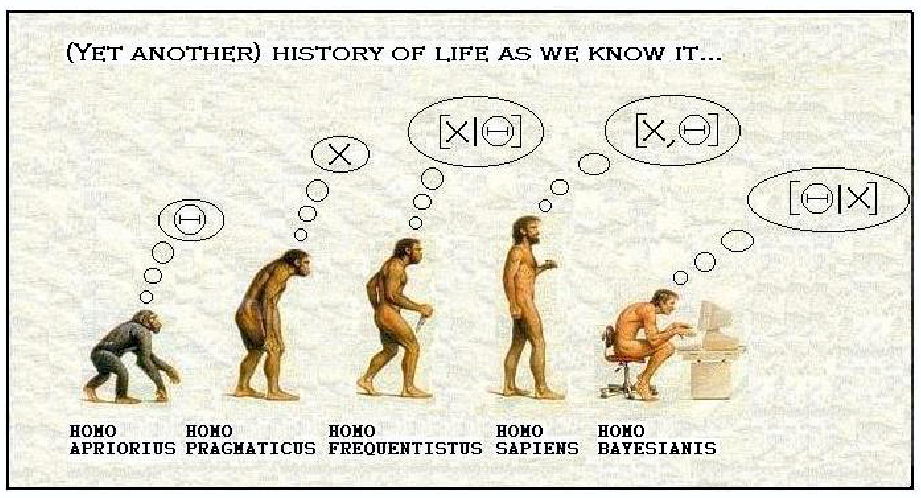 (YET ANOTHER) HISTORY OF LIFE AS WE KNOW IT...
Θ
X
[X|Θ]
[X,Θ]
[Θ|X]
HOMO APRIORIUS
HOMO PRAGMATICUS
HOMO FREQUENTISTUS
HOMO SAPIENS
HOMO BAYESIANIS